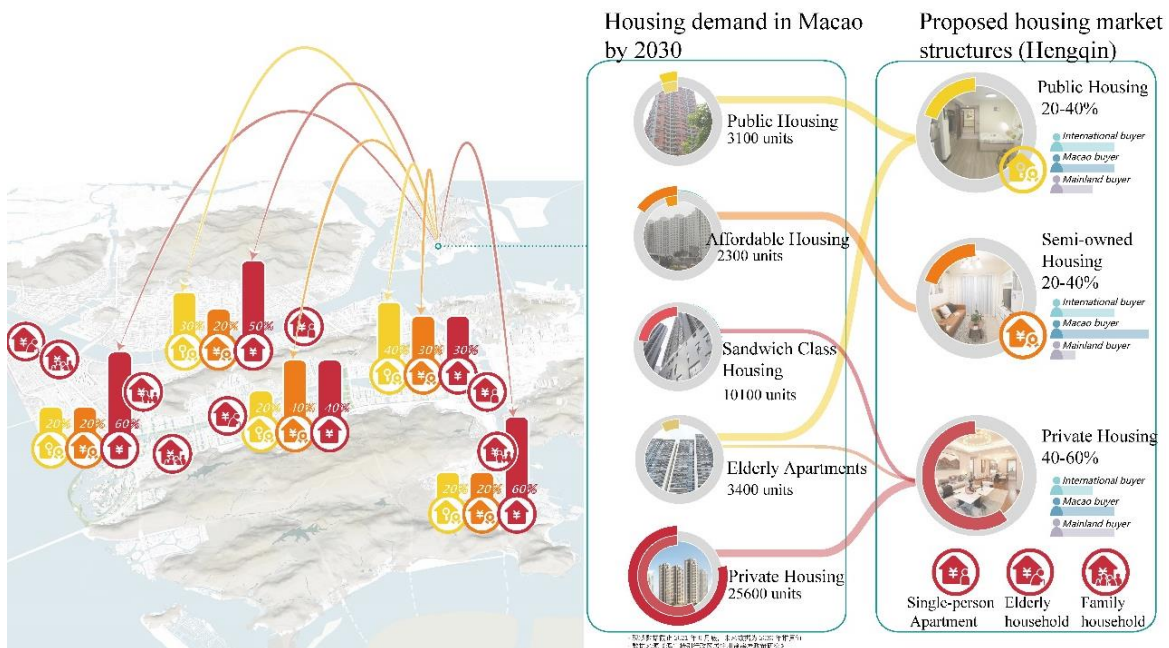 Housing demand in Macao
by 2030
Proposed housing market
structures (Hengqin)
Public Housing
3100 units
Affordable Housing
2300 units
Sandwich Class
Housing
10100 units
Elderly Apartments
3400 units
Private Housing
25600 units
Public Housing
20-40%
International buyer
Macao buyer
Mainland buyer
Semi-owned
Housing
20-40%
International buyer
Macao buyer
Mainland buyer
Private Housing
40-60%
International buyer
Macao buyer
Mainland buyer
Single-person
Apartment
Elderly
household
Family
household
30% 20% 50%
40% 30% 30%
20% 20% 60%
20% 40% 40%
20% 20% 60%